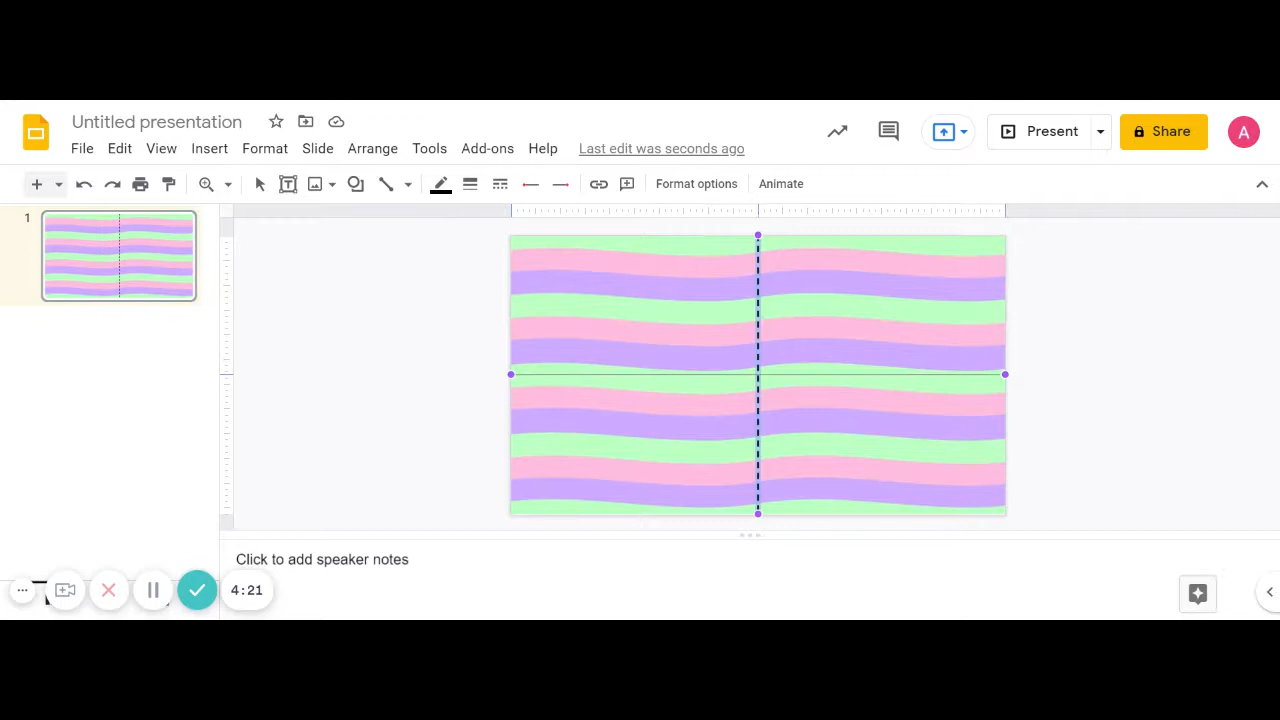 Untitled presentation
File Edit View Insert Format Slide Arrange Tools Add-ons Help Last edit was seconds ago
Present Share A
Format options Animate
1
Click to add speaker notes
4:21